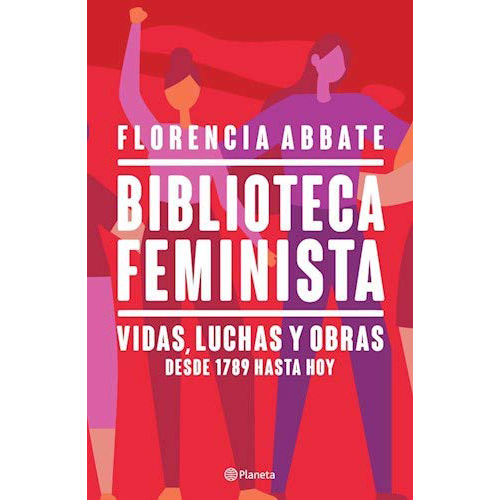 FLORENCIA ABBATE
BIBLIOTECA
FEMINISTA
VIDAS, LUCHAS Y OBRAS
DESDE 1789 HASTA HOY
Planeta